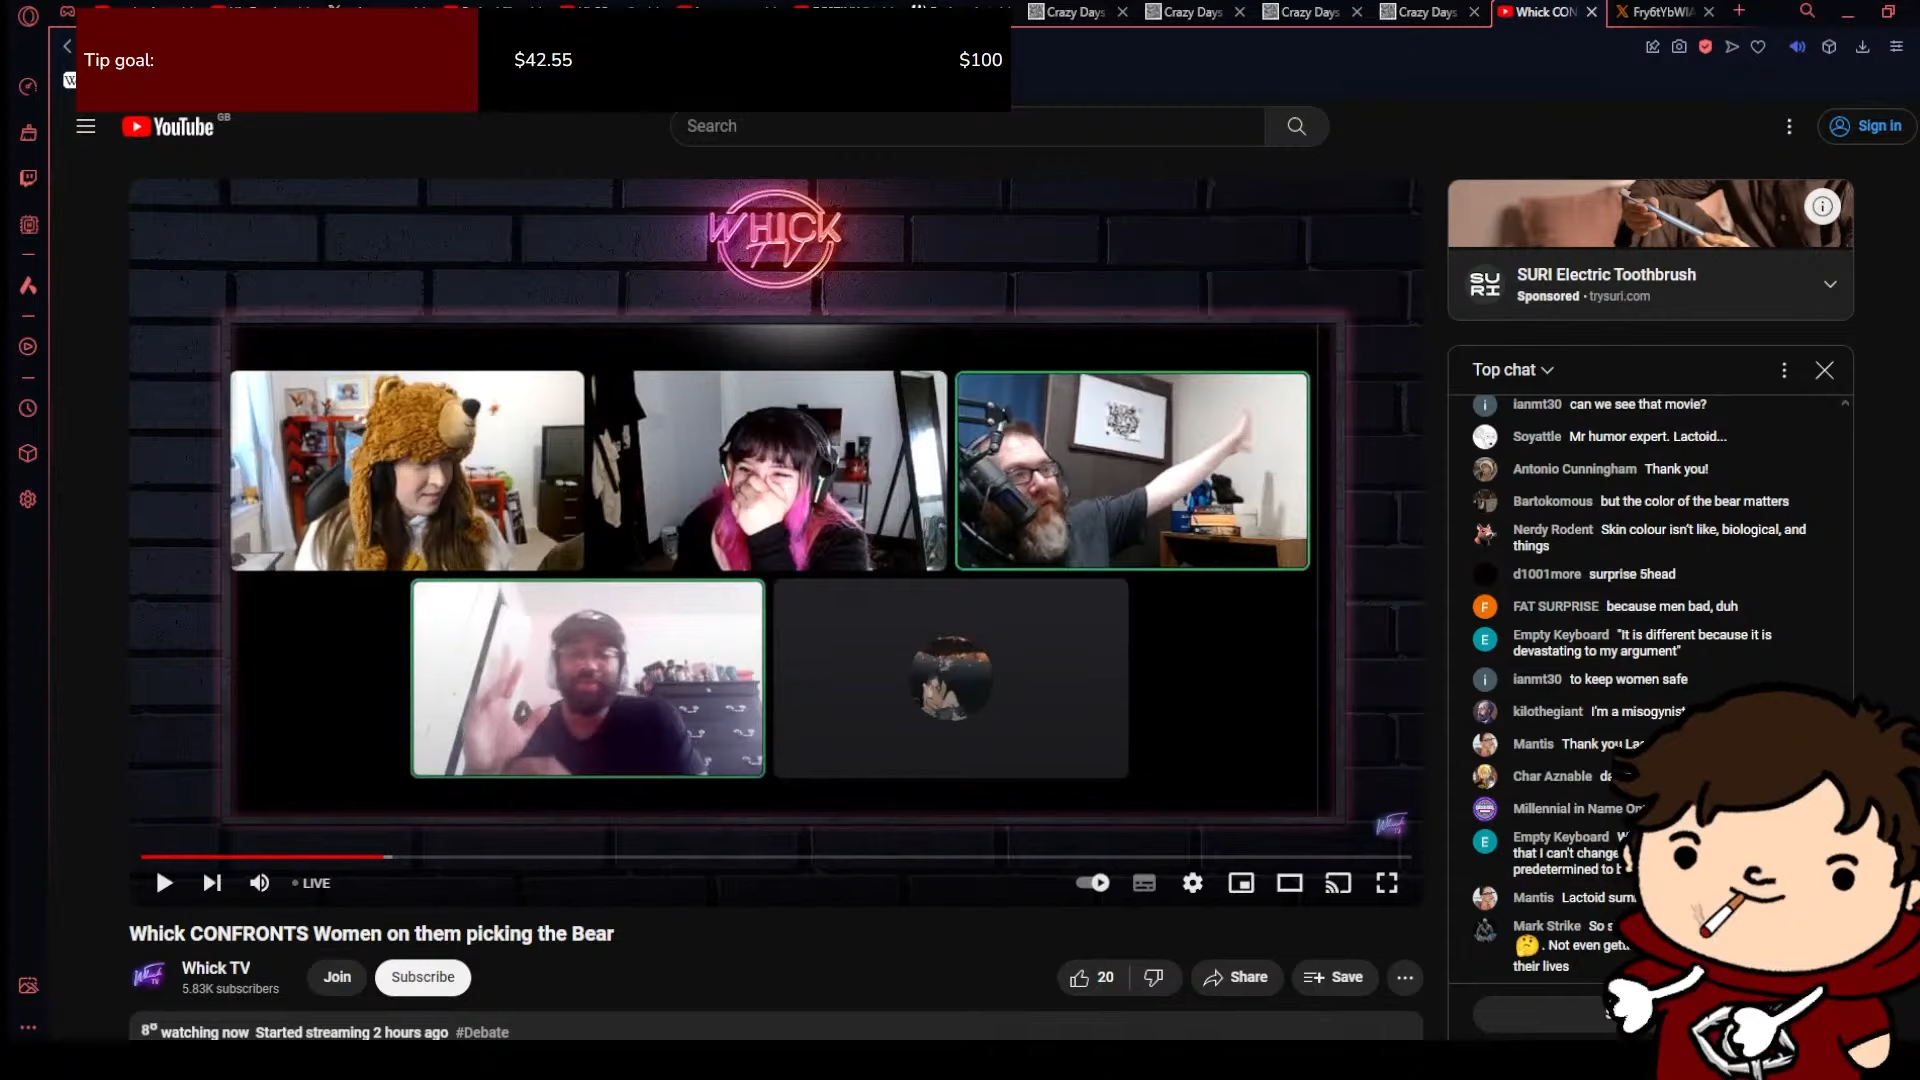 Crazy Days
Crazy Days
Crazy Days
Crazy Days
Whick CON
Fry6tYbWIA
Tip goal:
$42.55
$100
YouTube GB
Search
Sign in
WHICK
TV
SURI
SURI Electric Toothbrush
Sponsored · trysuri.com
Top chat
ianmt30 can we see that movie?
Soyattle Mr humor expert. Lactoid...
Antonio Cunningham Thank you!
Bartokomous but the color of the bear matters
Nerdy Rodent Skin colour isn't like, biological, and
things
d1001more surprise 5head
FAT SURPRISE because men bad, duh
Empty Keyboard "It is different because it is
devastating to my argument"
ianmt30 to keep women safe
kilothegiant I'm a misogynist
Mantis Thank you La
Char Aznable
Millennial in Name On
Empty Keyboard
that I can't change
predetermined to
Mantis Lactoid
Mark Strike So
. Not even
their lives
LIVE
Whick CONFRONTS Women on them picking the Bear
Whick TV
5.83K subscribers
Join
Subscribe
20
Share
Save
watching now Started streaming 2 hours ago #Debate